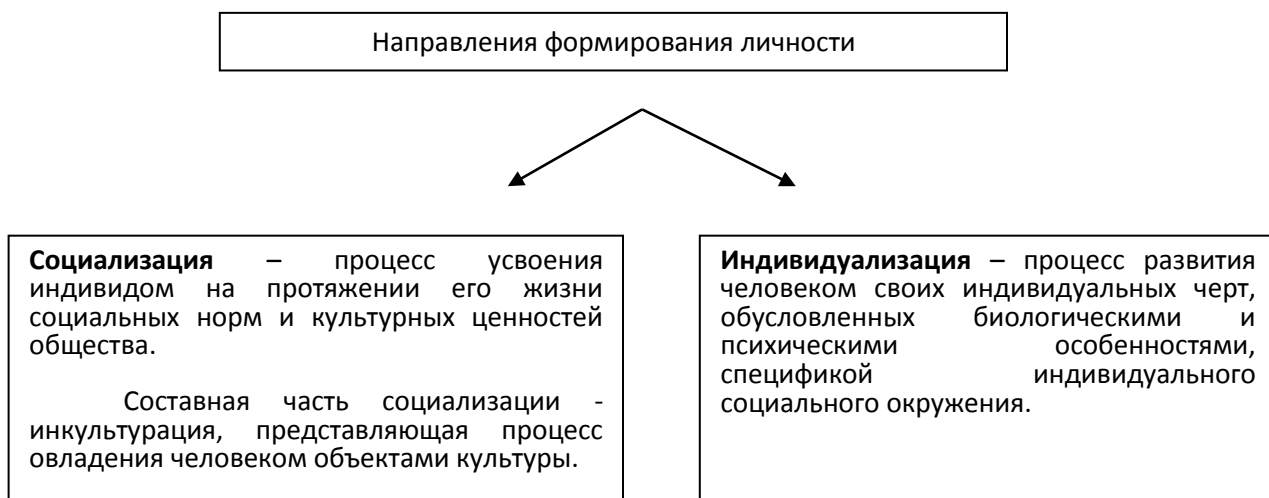 Направления формирования личности
Социализация – процесс усвоения
индивидом на протяжении его жизни
социальных норм и культурных ценностей
общества.
Составная часть социализации -
инкультурация, представляющая процесс
овладения человеком объектами культуры.
Индивидуализация – процесс развития
человеком своих индивидуальных черт,
обусловленных биологическими и
психическими особенностями,
спецификой индивидуального
социального окружения.